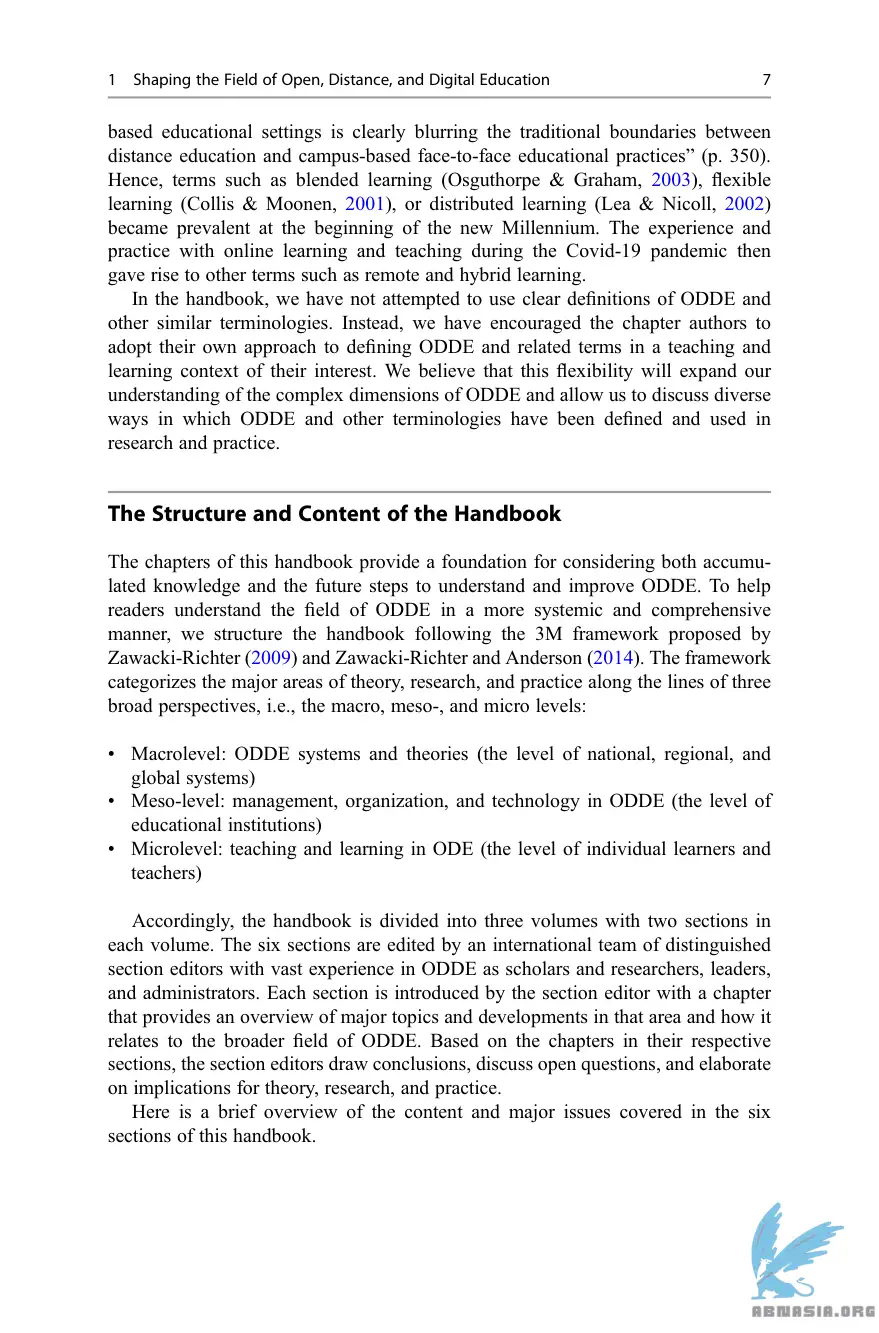 1 Shaping the Field of Open, Distance, and Digital Education 7
based educational settings is clearly blurring the traditional boundaries between
distance education and campus-based face-to-face educational practices” (p. 350).
Hence, terms such as blended learning (Osguthorpe & Graham, 2003), flexible
learning (Collis & Moonen, 2001), or distributed learning (Lea & Nicoll, 2002)
became prevalent at the beginning of the new Millennium. The experience and
practice with online learning and teaching during the Covid-19 pandemic then
gave rise to other terms such as remote and hybrid learning.
In the handbook, we have not attempted to use clear definitions of ODDE and
other similar terminologies. Instead, we have encouraged the chapter authors to
adopt their own approach to defining ODDE and related terms in a teaching and
learning context of their interest. We believe that this flexibility will expand our
understanding of the complex dimensions of ODDE and allow us to discuss diverse
ways in which ODDE and other terminologies have been defined and used in
research and practice.
The Structure and Content of the Handbook
The chapters of this handbook provide a foundation for considering both accumu-
lated knowledge and the future steps to understand and improve ODDE. To help
readers understand the field of ODDE in a more systemic and comprehensive
manner, we structure the handbook following the 3M framework proposed by
Zawacki-Richter (2009) and Zawacki-Richter and Anderson (2014). The framework
categorizes the major areas of theory, research, and practice along the lines of three
broad perspectives, i.e., the macro, meso-, and micro levels:
• Macrolevel: ODDE systems and theories (the level of national, regional, and
global systems)
• Meso-level: management, organization, and technology in ODDE (the level of
educational institutions)
• Microlevel: teaching and learning in ODE (the level of individual learners and
teachers)
Accordingly, the handbook is divided into three volumes with two sections in
each volume. The six sections are edited by an international team of distinguished
section editors with vast experience in ODDE as scholars and researchers, leaders,
and administrators. Each section is introduced by the section editor with a chapter
that provides an overview of major topics and developments in that area and how it
relates to the broader field of ODDE. Based on the chapters in their respective
sections, the section editors draw conclusions, discuss open questions, and elaborate
on implications for theory, research, and practice.
Here is a brief overview of the content and major issues covered in the six
sections of this handbook.
ABNASIA.ORG